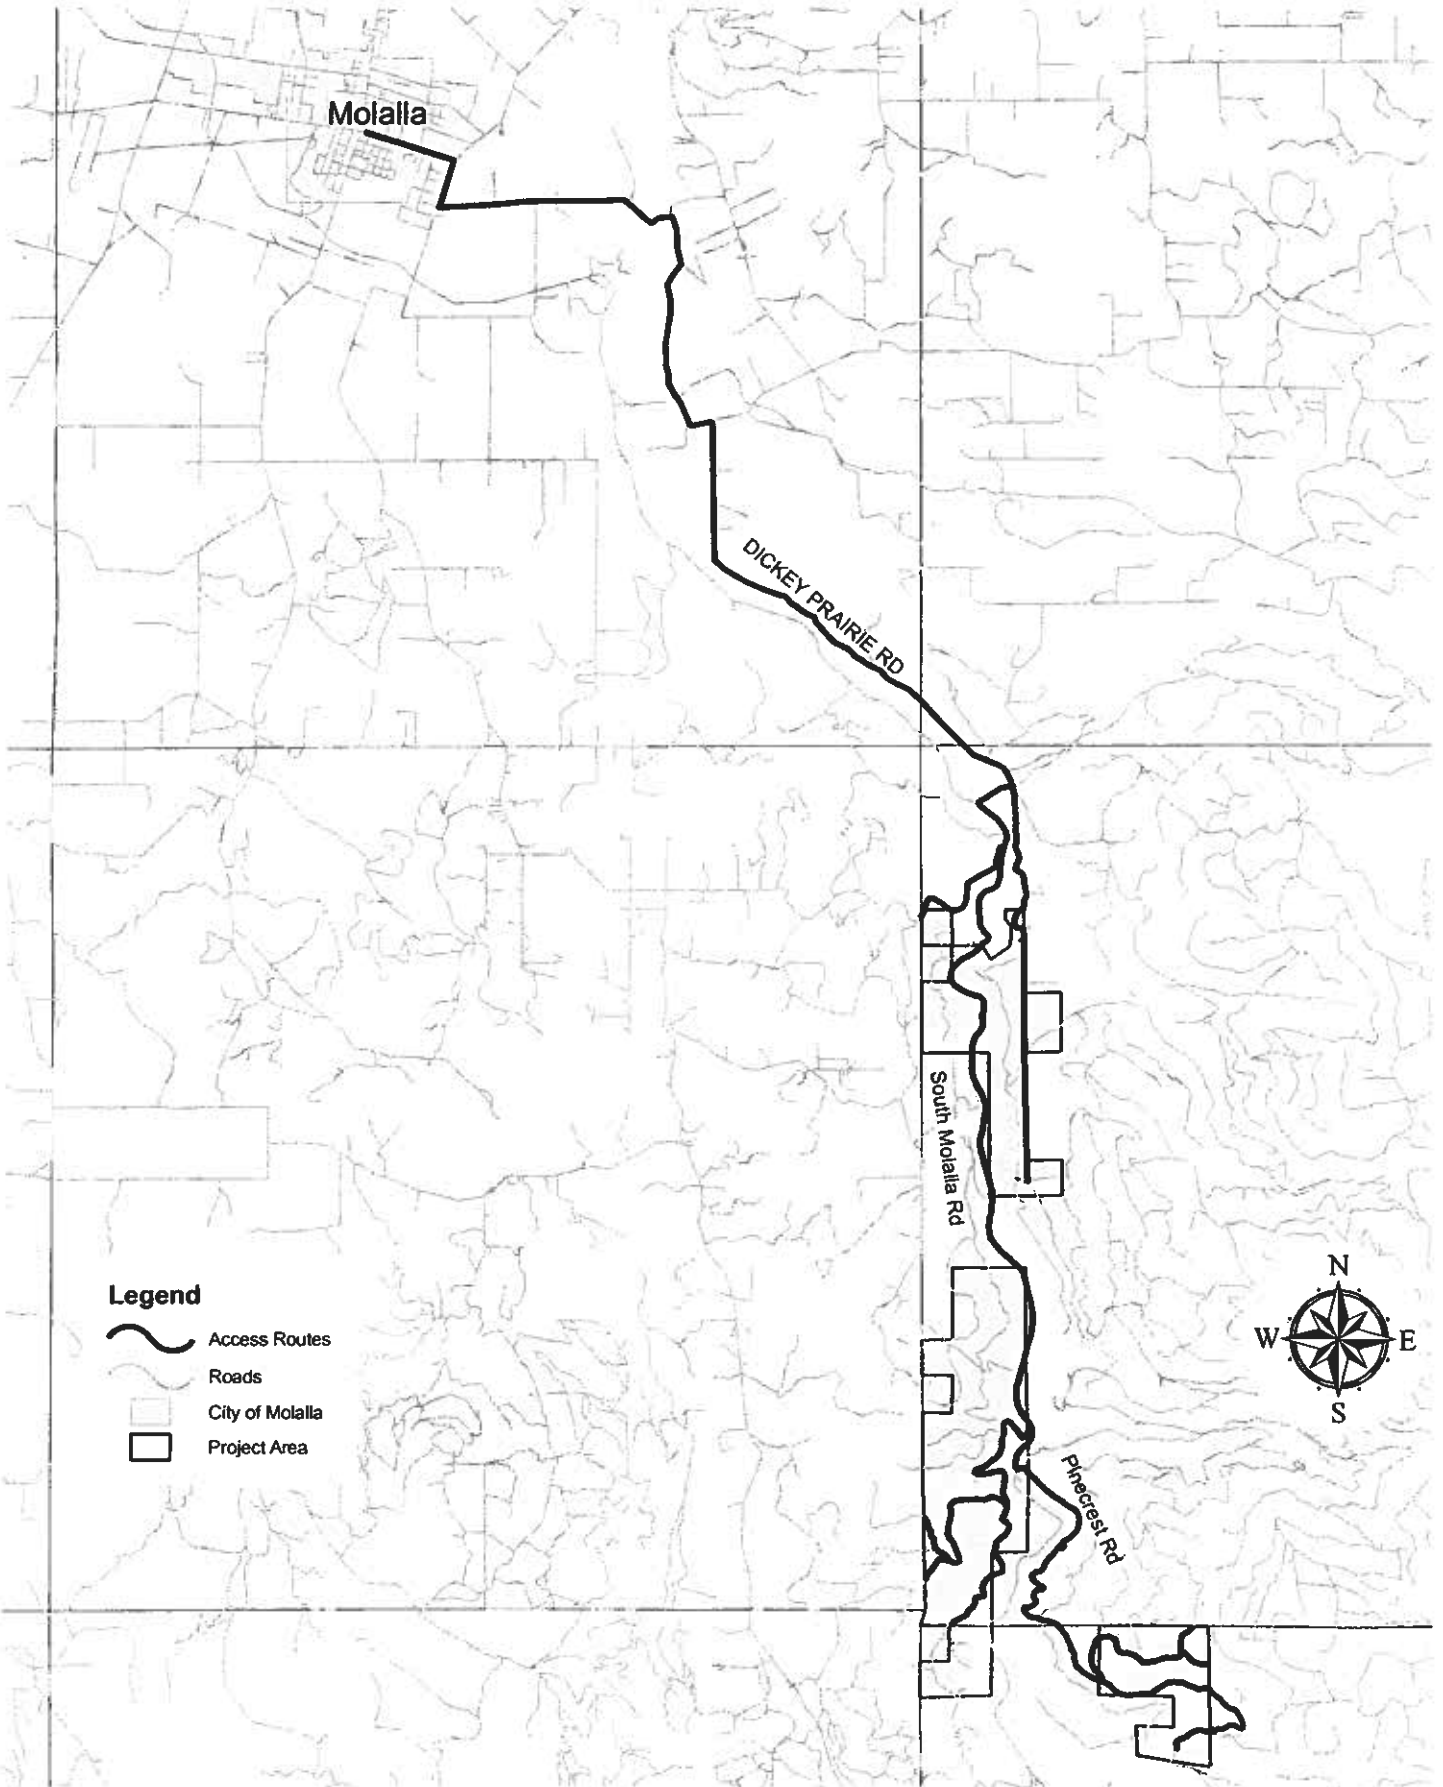 Molalla
DICKEY PRAIRIE RD
South Molalla Rd
N
W
E
S
Legend
Access Routes
Roads
City of Molalla
Project Area
Pinecrest Rd